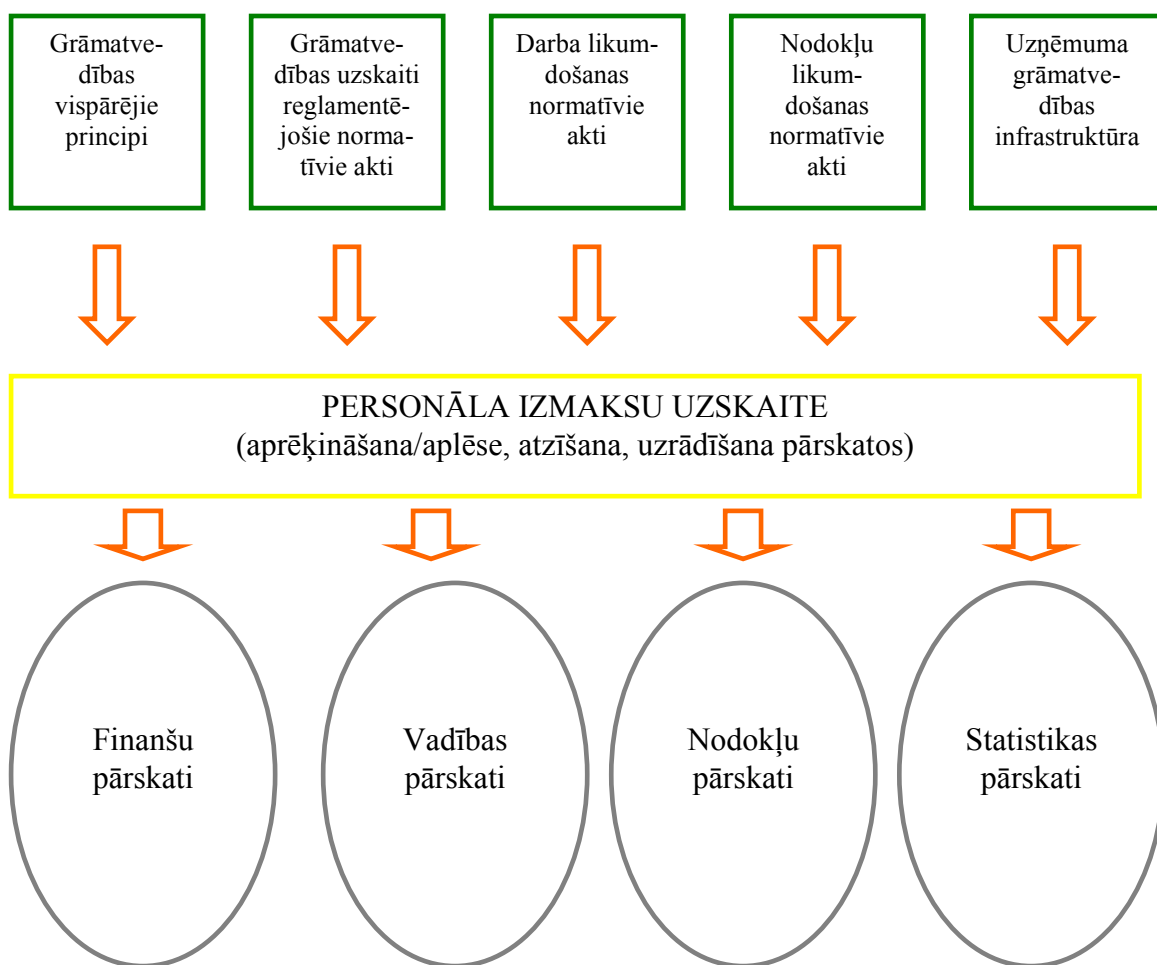 Grāmatve-
dības
vispārējie
principi
Grāmatve-
dības uzskaiti
reglamentē-
jošie norma-
tīvie akti
Darba likum-
došanas
normatīvie
akti
Nodokļu
likum-
došanas
normatīvie
akti
Uzņēmuma
grāmatve-
dības
infrastruktūra
PERSONĀLA IZMAKSU UZSKAITE
(aprēķināšana/aplēse, atzīšana, uzrādīšana pārskatos)
Finanšu
pārskati
Vadības
pārskati
Nodokļu
pārskati
Statistikas
pārskati